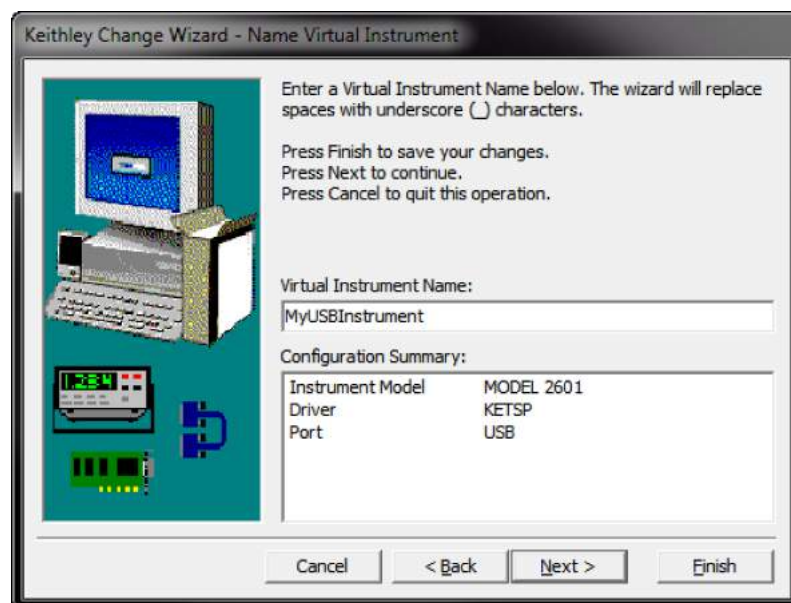 Keithley Change Wizard - Name Virtual Instrument
Enter a Virtual Instrument Name below. The wizard will replace
spaces with underscore (_) characters.
Press Finish to save your changes.
Press Next to continue.
Press Cancel to quit this operation.
Virtual Instrument Name:
MyUSBInstrument
Configuration Summary:
Instrument Model MODEL 2601
Driver KETSP
Port USB
1.234
Cancel < Back Next > Finish